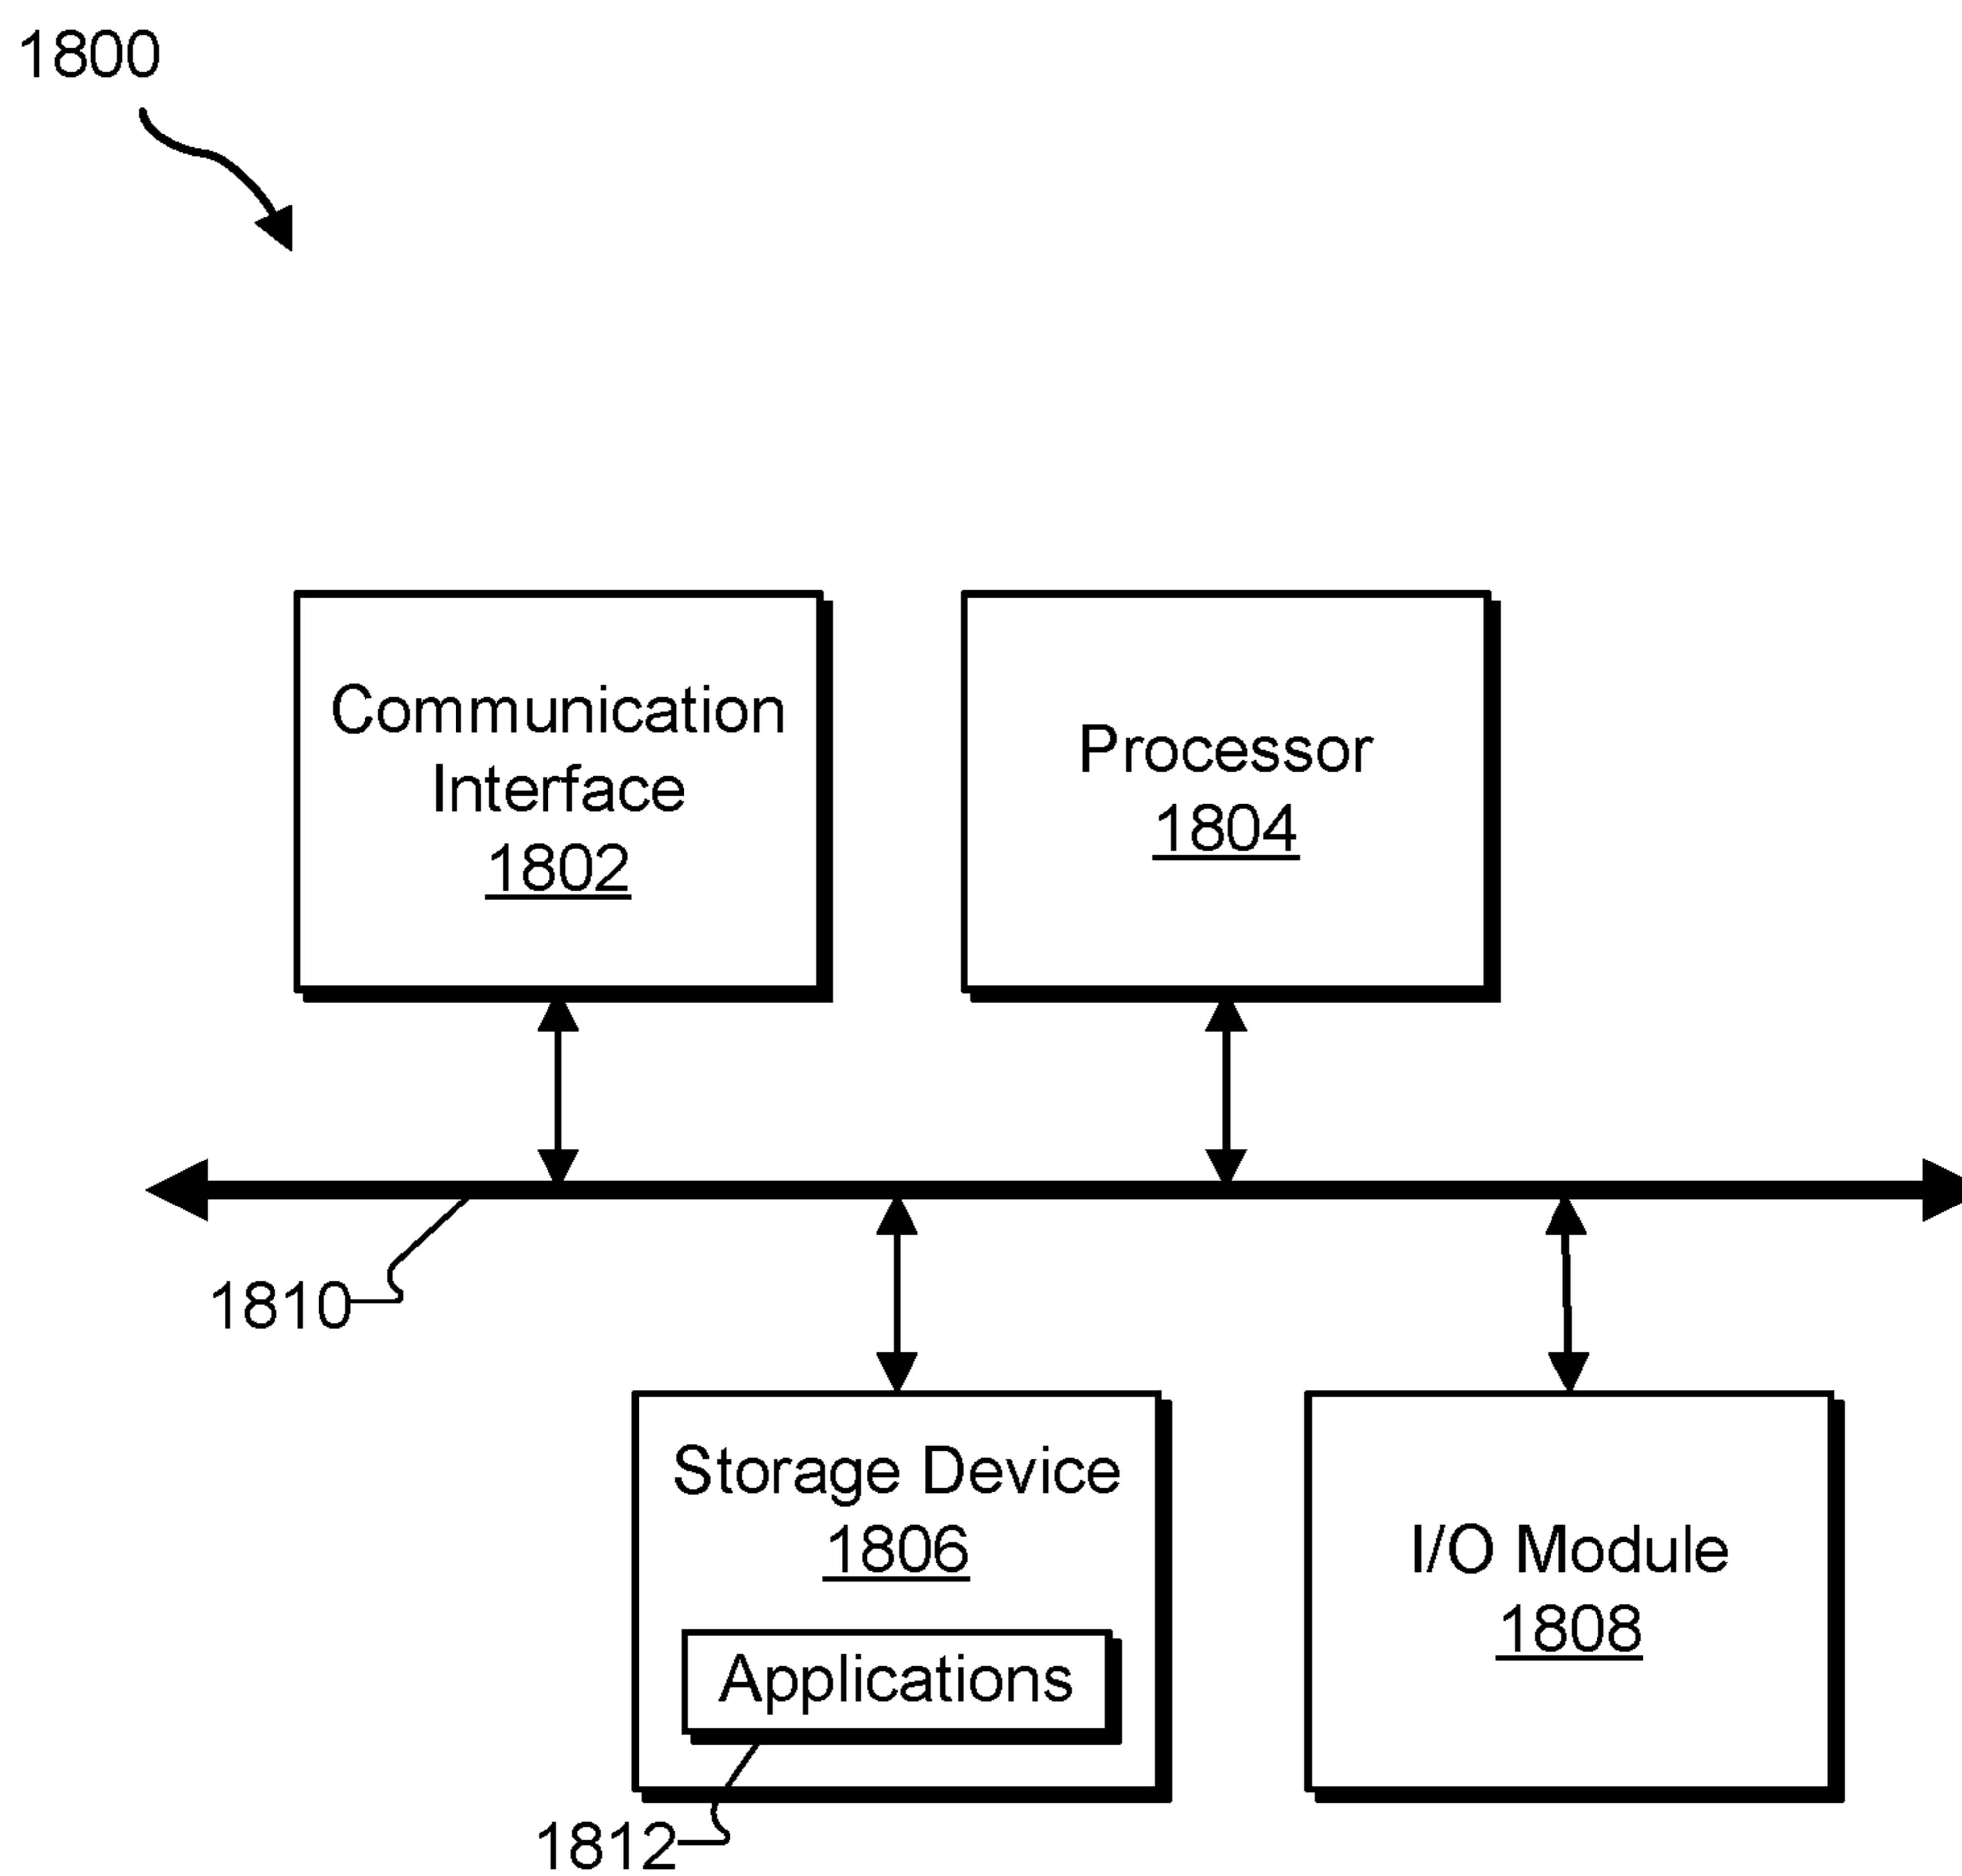 1800
Communication
Interface
1802
Processor
1804
1810
Storage Device
1806
Applications
1812
I/O Module
1808